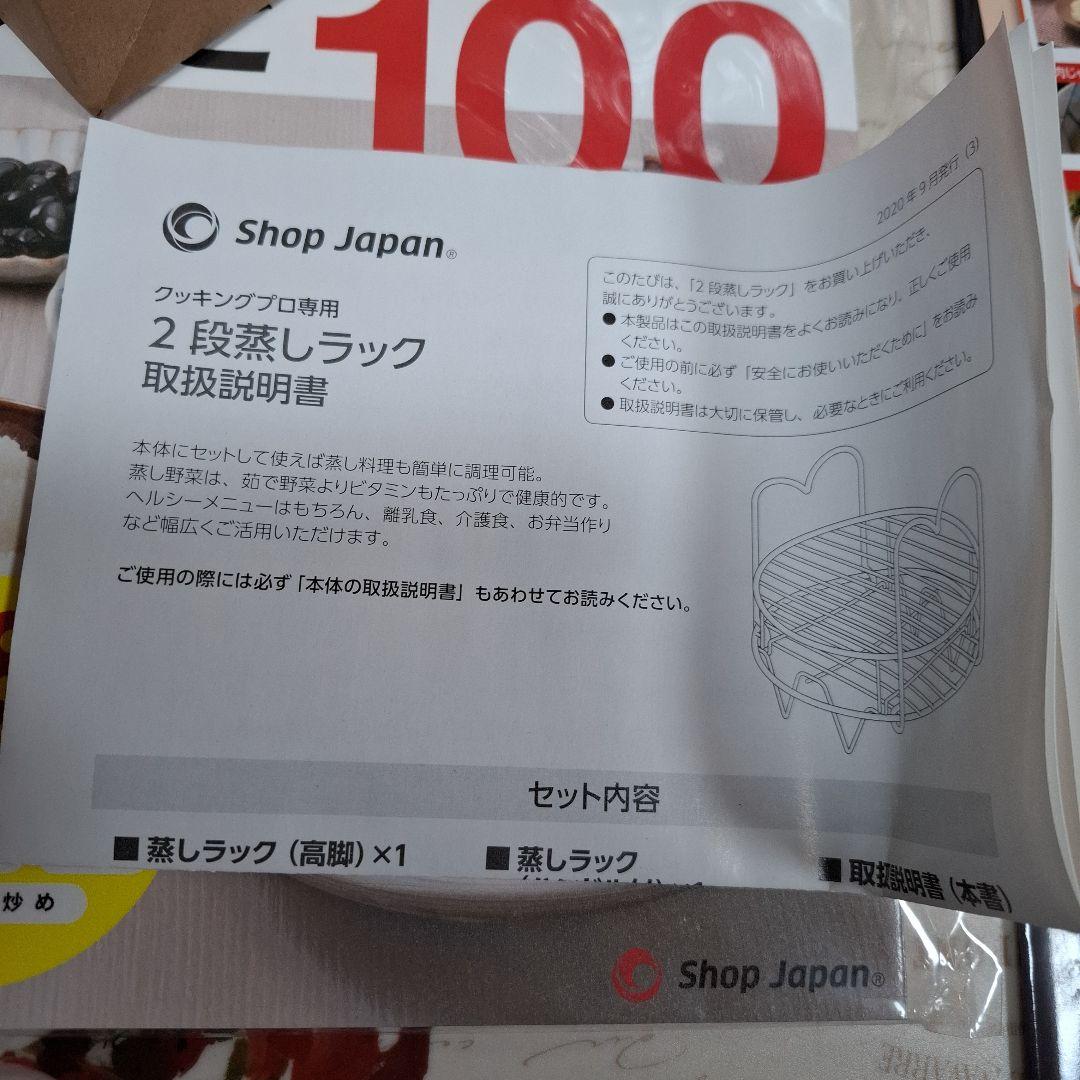 ー100
Shop Japan®
2020年9月発行 (3)
クッキングプロ専用
2段蒸しラック
取扱説明書
このたびは、「2段蒸しラック」をお買い上げいただき、
誠にありがとうございます。
●本製品はこの取扱説明書をよくお読みになり、正しくご使用
ください。
●ご使用の前に必ず「安全にお使いいただくために」をお読み
ください。
●取扱説明書は大切に保管し、必要なときにご利用ください。
本体にセットして使えば蒸し料理も簡単に調理可能。
蒸し野菜は、茹で野菜よりビタミンもたっぷりで健康的です。
ヘルシーメニューはもちろん、離乳食、介護食、お弁当作り
など幅広くご活用いただけます。
ご使用の際には必ず「本体の取扱説明書」もあわせてお読みください。
セット内容
■蒸しラック（高脚）×1
■蒸しラック
■取扱説明書（本書）
炒め
Shop Japan®